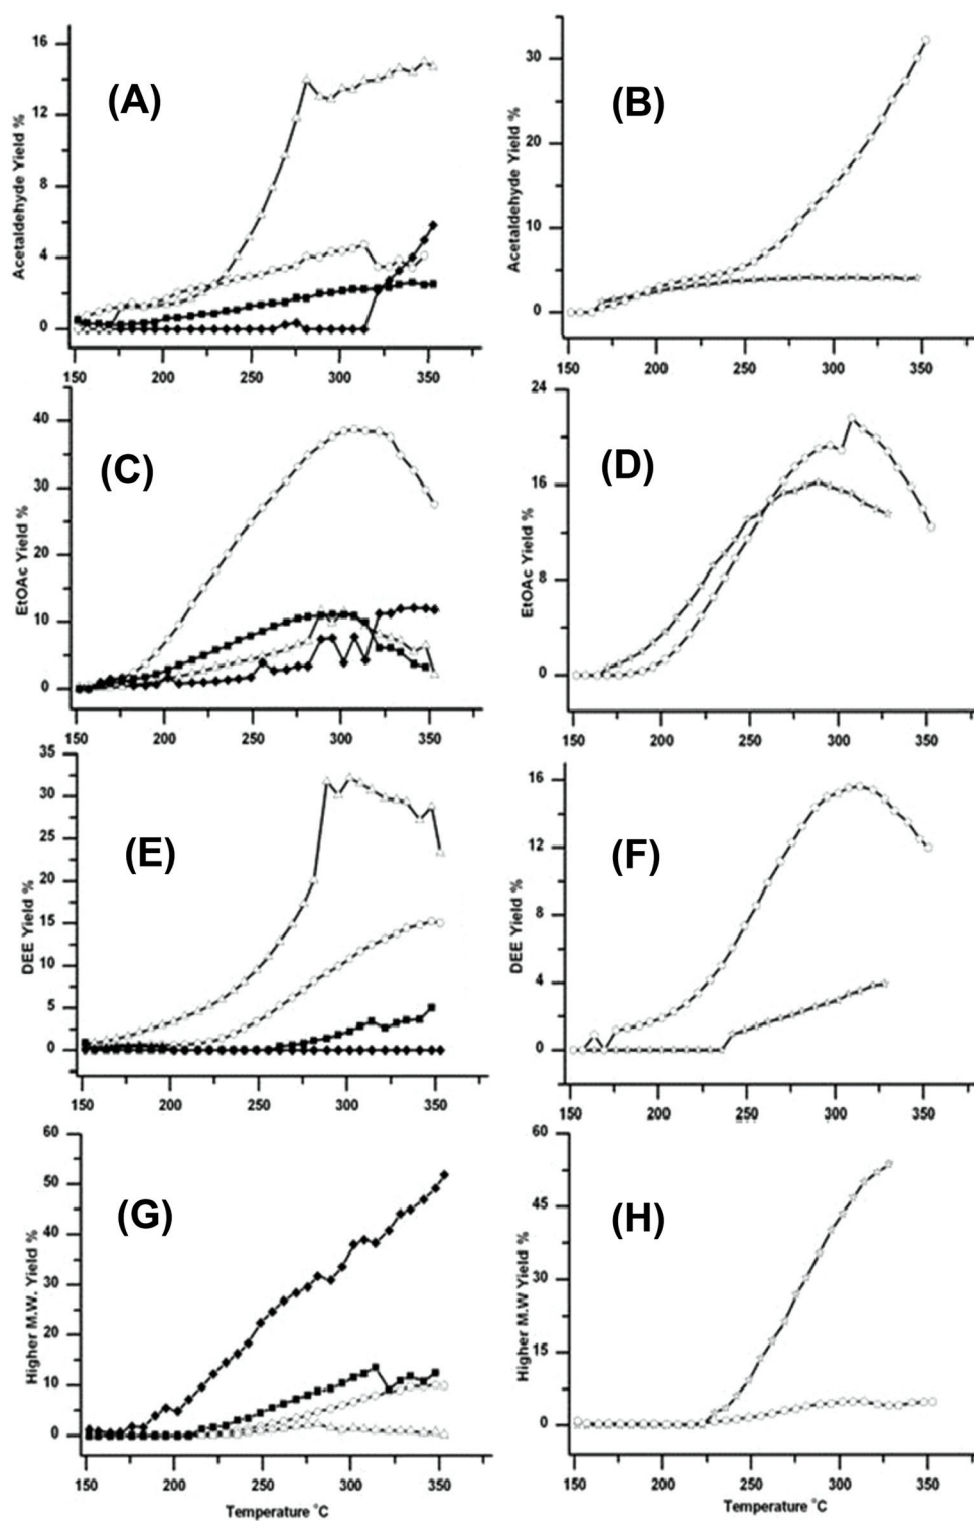 (A)
Acetaldehyde Yield %
16
12
8
4
0
150 200 250 300 350
(B)
Acetaldehyde Yield %
30
20
10
0
150 200 250 300 350
(C)
EtOAc Yield %
40
30
20
10
0
150 200 250 300 350
(D)
EtOAc Yield %
24
16
8
0
150 200 250 300 350
(E)
DEE Yield %
35
30
25
20
15
10
5
0
150 200 250 300 350
(F)
DEE Yield %
16
12
8
4
0
150 200 250 300 350
(G)
Higher M.W. Yield %
60
50
40
30
20
10
0
150 200 250 300 350
Temperature °C
(H)
Higher M.W Yield %
60
45
30
15
0
150 200 250 300 350
Temperature °C